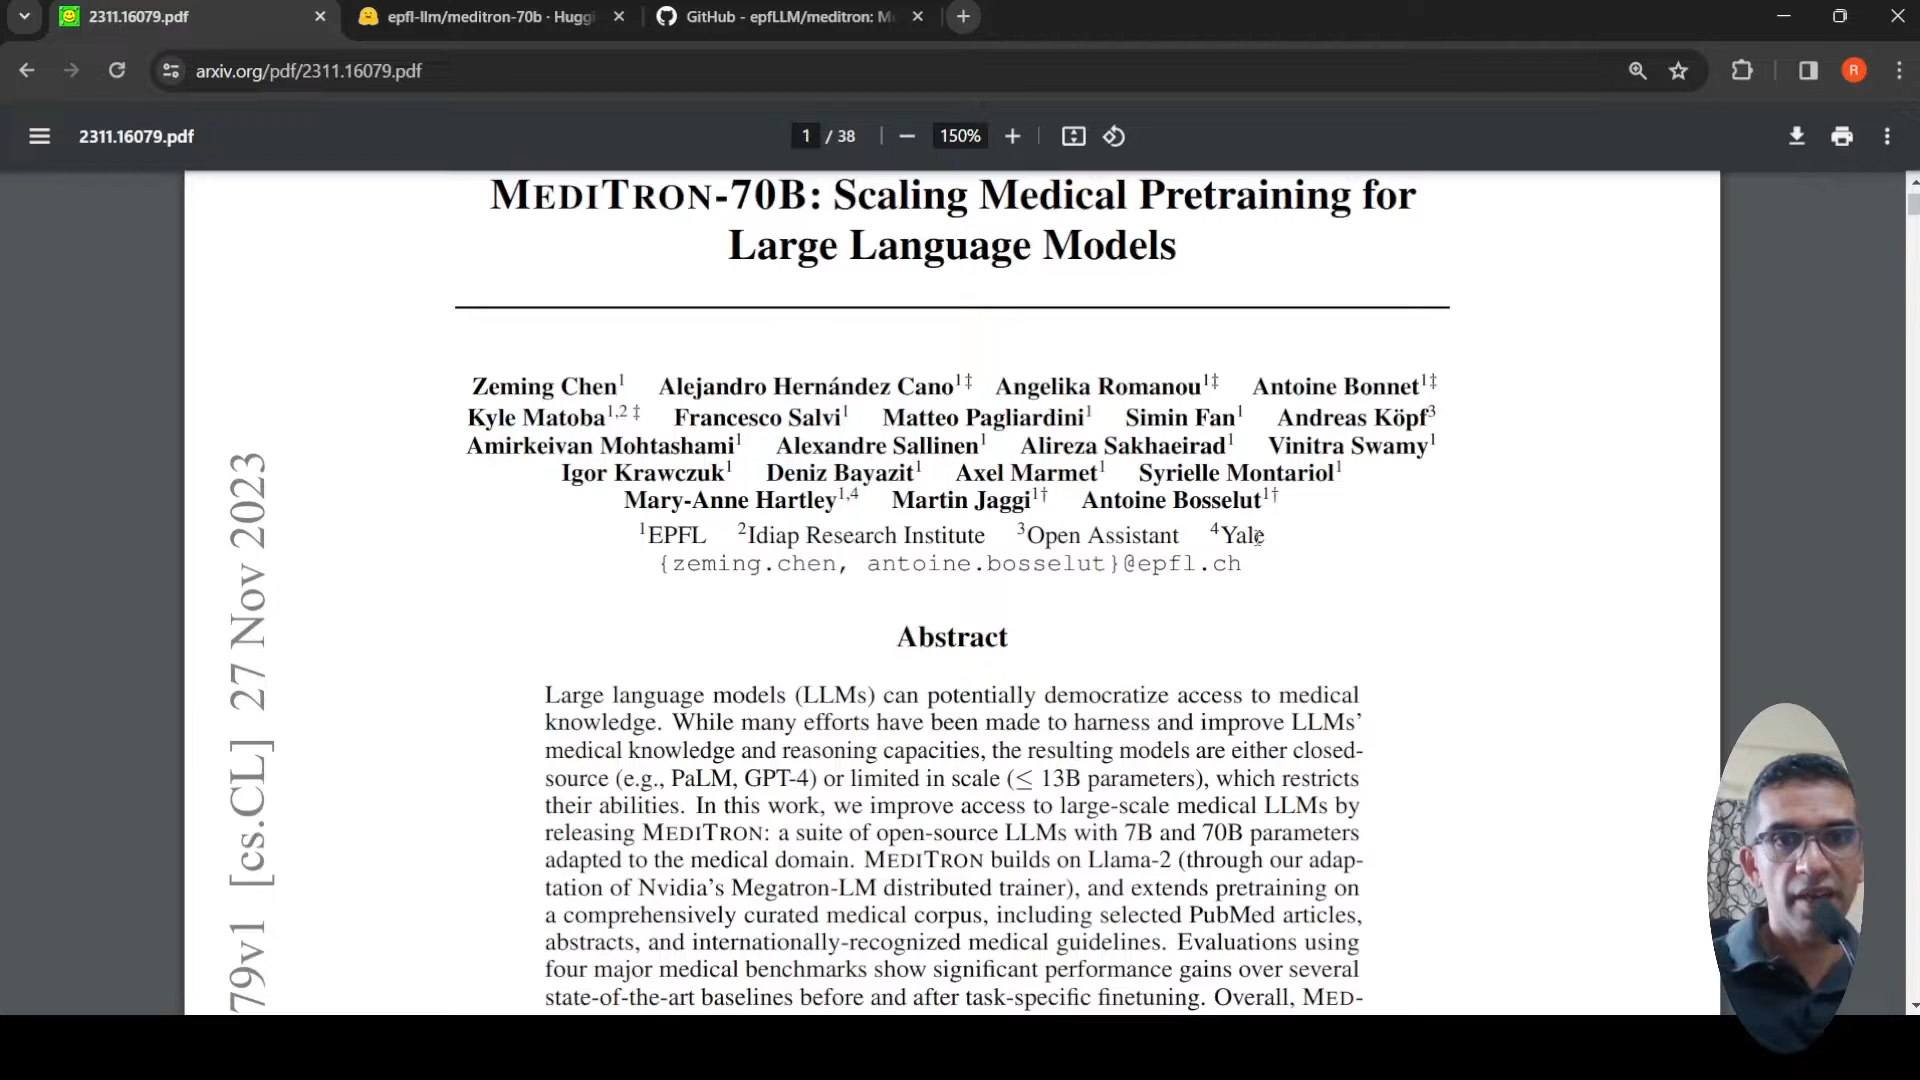 2311.16079.pdf
epfl-llm/meditron-70b · Huggi
GitHub - epfLLM/meditron: M
arxiv.org/pdf/2311.16079.pdf
R
2311.16079.pdf
1 / 38
150%
MEDITRON-70B: Scaling Medical Pretraining for
Large Language Models
Zeming Chen¹ Alejandro Hernández Cano¹‡ Angelika Romanou¹‡ Antoine Bonnet¹‡
Kyle Matoba¹,²‡ Francesco Salvi¹ Matteo Pagliardini¹ Simin Fan¹ Andreas Köpf³
Amirkeivan Mohtashami¹ Alexandre Sallinen¹ Alireza Sakhaeirad¹ Vinitra Swamy¹
Igor Krawczuk¹ Deniz Bayazit¹ Axel Marmet¹ Syrielle Montariol¹
Mary-Anne Hartley¹,⁴ Martin Jaggi¹† Antoine Bosselut¹†
¹EPFL ²Idiap Research Institute ³Open Assistant ⁴Yale
{zeming.chen, antoine.bosselut}@epfl.ch
Abstract
Large language models (LLMs) can potentially democratize access to medical
knowledge. While many efforts have been made to harness and improve LLMs'
medical knowledge and reasoning capacities, the resulting models are either closed-
source (e.g., PaLM, GPT-4) or limited in scale (≤ 13B parameters), which restricts
their abilities. In this work, we improve access to large-scale medical LLMs by
releasing MEDITRON: a suite of open-source LLMs with 7B and 70B parameters
adapted to the medical domain. MEDITRON builds on Llama-2 (through our adap-
tation of Nvidia's Megatron-LM distributed trainer), and extends pretraining on
a comprehensively curated medical corpus, including selected PubMed articles,
abstracts, and internationally-recognized medical guidelines. Evaluations using
four major medical benchmarks show significant performance gains over several
state-of-the-art baselines before and after task-specific finetuning. Overall, MED-
79v1 [cs.CL] 27 Nov 2023